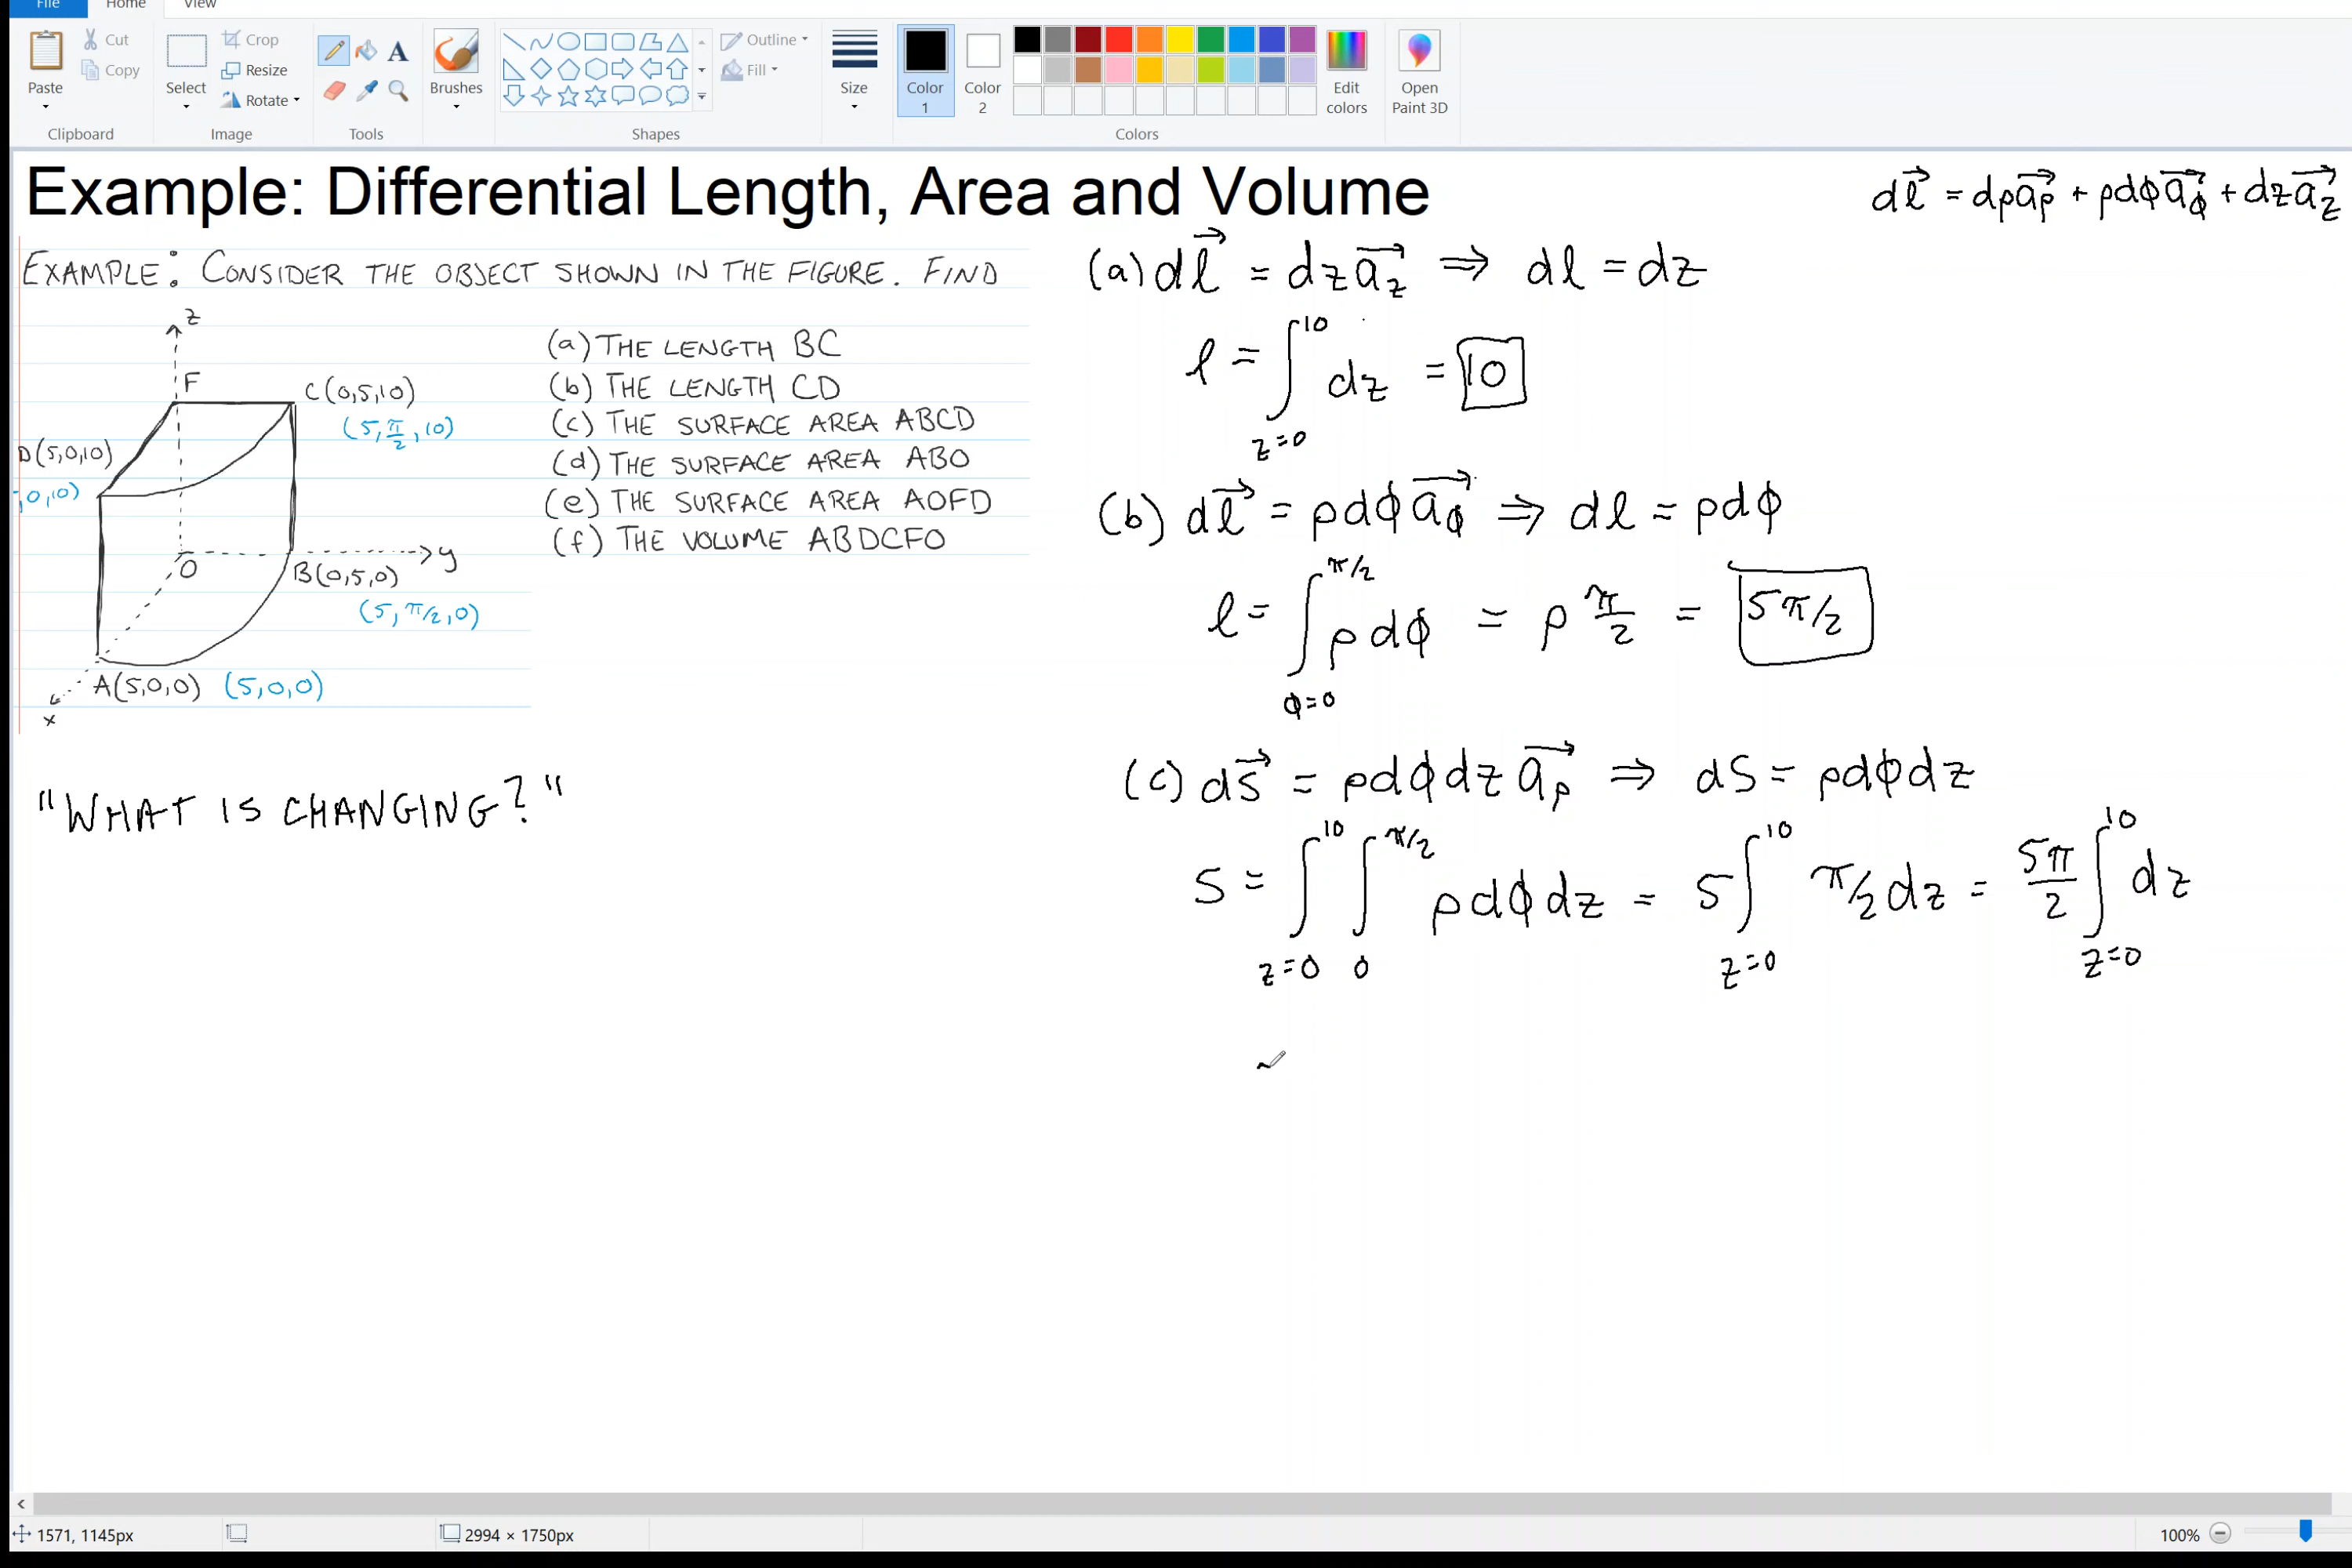 File Home View
Paste Cut Copy Clipboard
Select Crop Resize Rotate Image
Tools
Brushes
Shapes
Outline Fill
Size
Color 1 Color 2
Edit colors
Colors
Open Paint 3D
Example: Differential Length, Area and Volume
EXAMPLE: CONSIDER THE OBJECT SHOWN IN THE FIGURE. FIND
(a) THE LENGTH BC
(b) THE LENGTH CD
(c) THE SURFACE AREA ABCD
(d) THE SURFACE AREA ABO
(e) THE SURFACE AREA AOFD
(f) THE VOLUME ABDCFO
z
F
C(0,5,10)
(5, π/2, 10)
D(5,0,10)
,0,10)
O
y
B(0,5,0)
(5, π/2, 0)
A(5,0,0) (5,0,0)
x
"WHAT IS CHANGING?"
dl⃗ = dρ a⃗ρ + ρdϕ a⃗ϕ + dz a⃗z
(a) dl⃗ = dz a⃗z ⇒ dl = dz
l = ∫_{z=0}^{10} dz = 10
(b) dl⃗ = ρdϕ a⃗ϕ ⇒ dl = ρdϕ
l = ∫_{ϕ=0}^{π/2} ρdϕ = ρ π/2 = 5π/2
(c) ds⃗ = ρdϕdz a⃗ρ ⇒ dS = ρdϕdz
S = ∫_{z=0}^{10} ∫_{0}^{π/2} ρdϕdz = 5 ∫_{z=0}^{10} π/2 dz = 5π/2 ∫_{z=0}^{10} dz
1571, 1145px
2994 × 1750px
100%